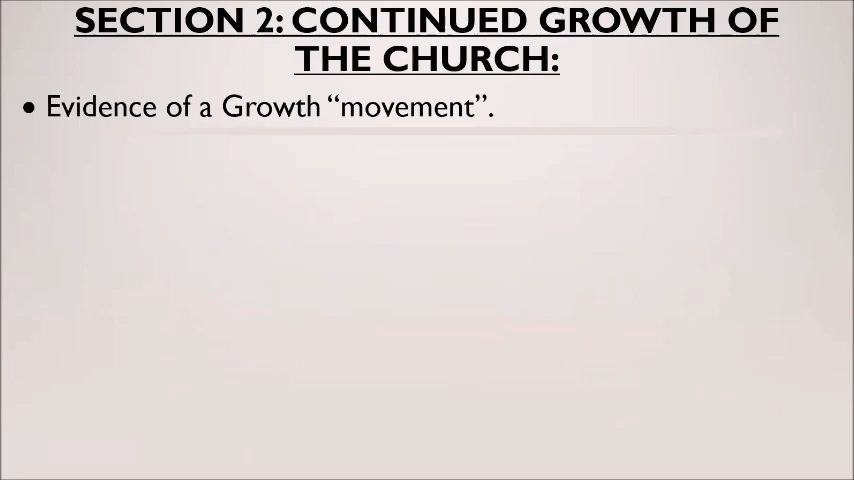 SECTION 2: CONTINUED GROWTH OF
THE CHURCH:
• Evidence of a Growth “movement”.